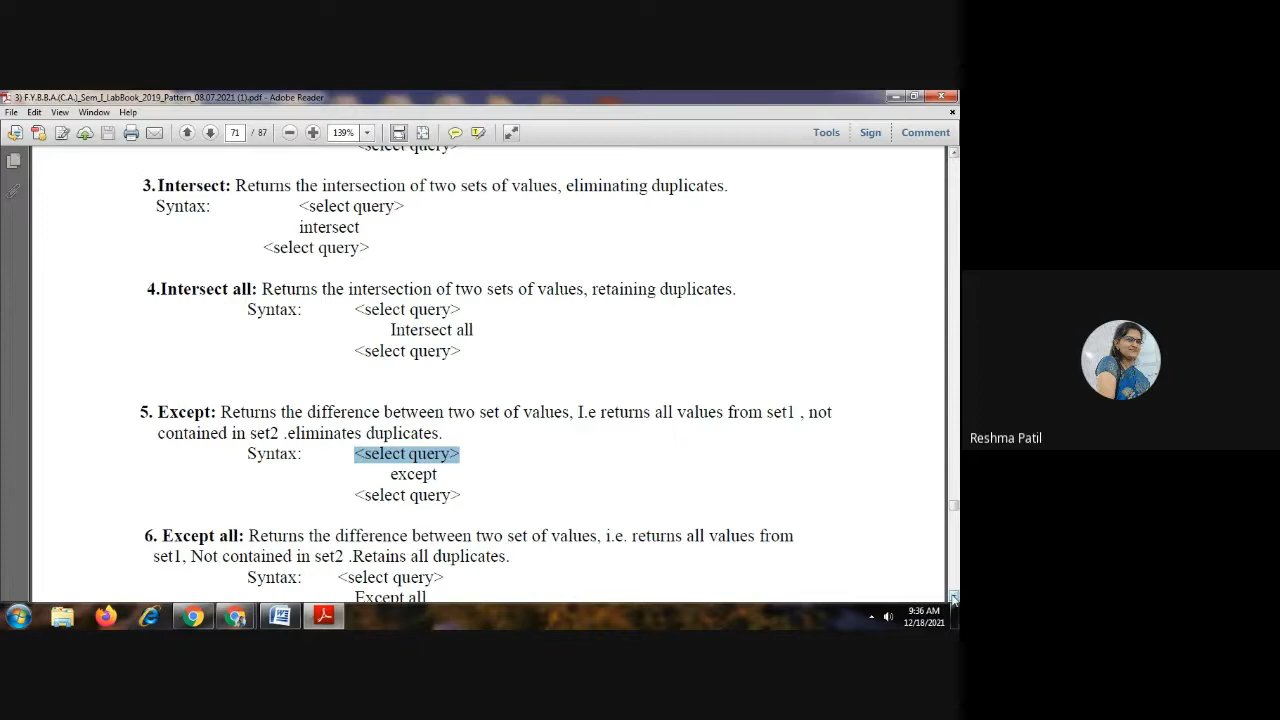 3) F.Y.B.B.A.(C.A.)_Sem_I_LabBook_2019_Pattern_08.07.2021 (1).pdf - Adobe Reader
File Edit View Window Help
71 / 87 139% Tools Sign Comment
<select query>
3.Intersect: Returns the intersection of two sets of values, eliminating duplicates.
Syntax: <select query>
intersect
<select query>
4.Intersect all: Returns the intersection of two sets of values, retaining duplicates.
Syntax: <select query>
Intersect all
<select query>
5. Except: Returns the difference between two set of values, I.e returns all values from set1 , not
contained in set2 .eliminates duplicates.
Syntax: <select query>
except
<select query>
6. Except all: Returns the difference between two set of values, i.e. returns all values from
set1, Not contained in set2 .Retains all duplicates.
Syntax: <select query>
Except all
9:36 AM
12/18/2021
Reshma Patil